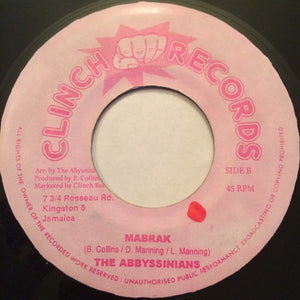 CLINCH RECORDS
Arr. by The Abyssinians
Produced by B. Collins
Marketed by Clinch
7 3/4 Rosseau Rd.
Kingston 5
Jamaica
SIDE B
45 RPM
MABRAK
(B. Collins / D. Manning / L. Manning)
THE ABBYSSINIANS
ALL RIGHTS OF THE OWNER OF THE RECORDED WORK RESERVED · UNAUTHORISED PUBLIC PERFORMANCE BROADCASTING OR COPYING PROHIBITED